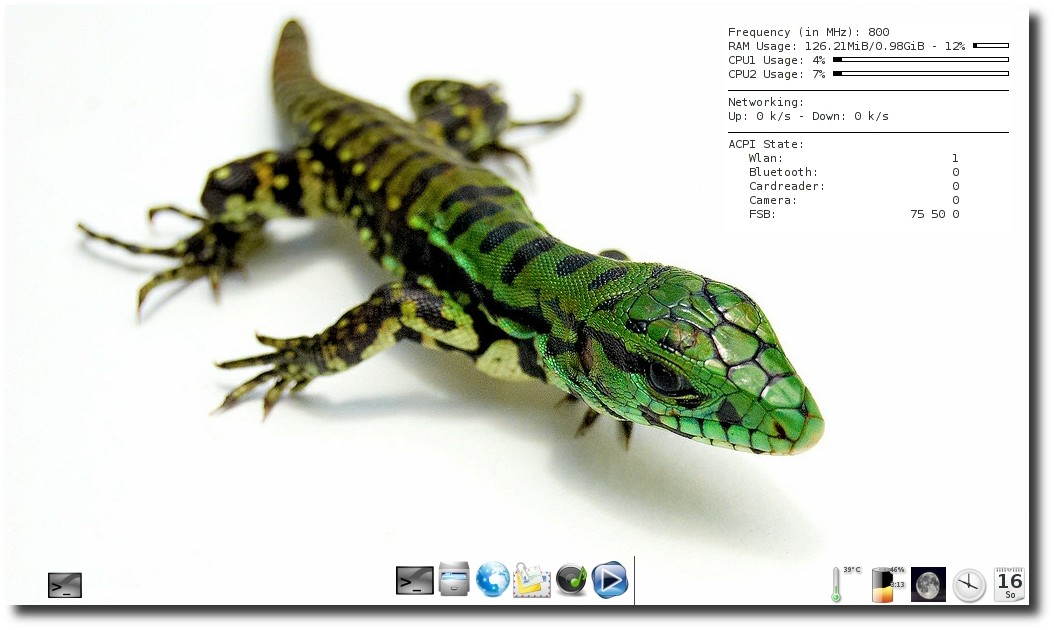 Frequency (in MHz): 800
RAM Usage: 126.21MiB/0.98GiB - 12%
CPU1 Usage: 4%
CPU2 Usage: 7%
Networking:
Up: 0 k/s - Down: 0 k/s
ACPI State:
Wlan: 1
Bluetooth: 0
Cardreader: 0
Camera: 0
FSB: 75 50 0
>_
>_
39°C
46%
3:13
16
So